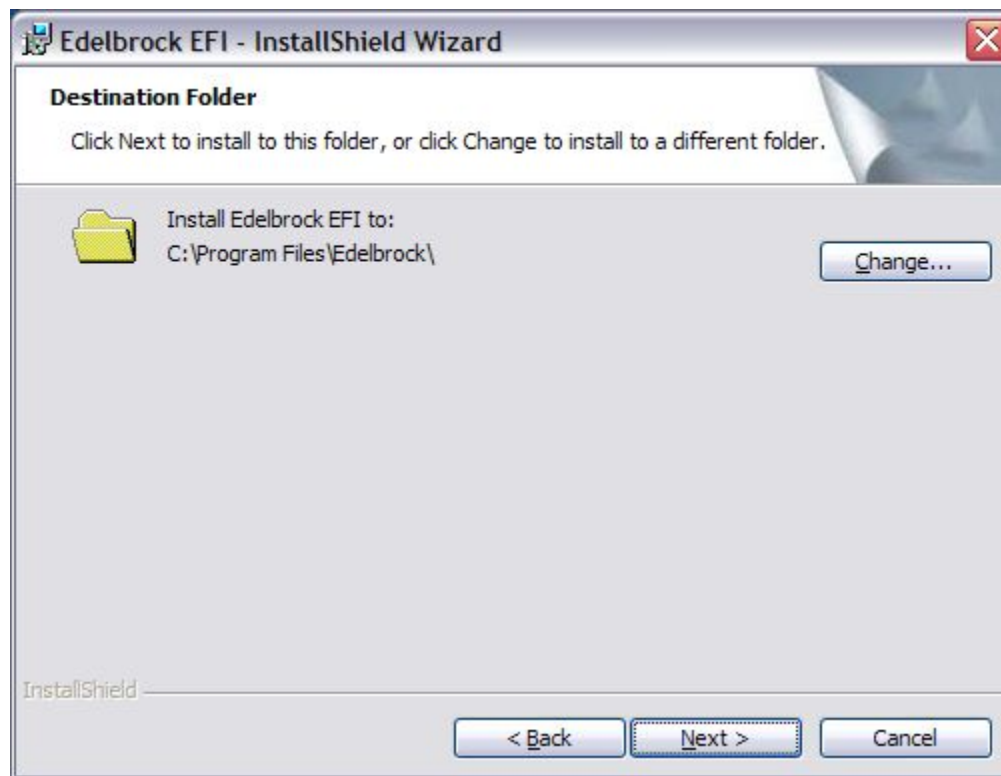 Edelbrock EFI - InstallShield Wizard
Destination Folder
Click Next to install to this folder, or click Change to install to a different folder.
Install Edelbrock EFI to:
C:\Program Files\Edelbrock\
Change...
InstallShield
< Back
Next >
Cancel